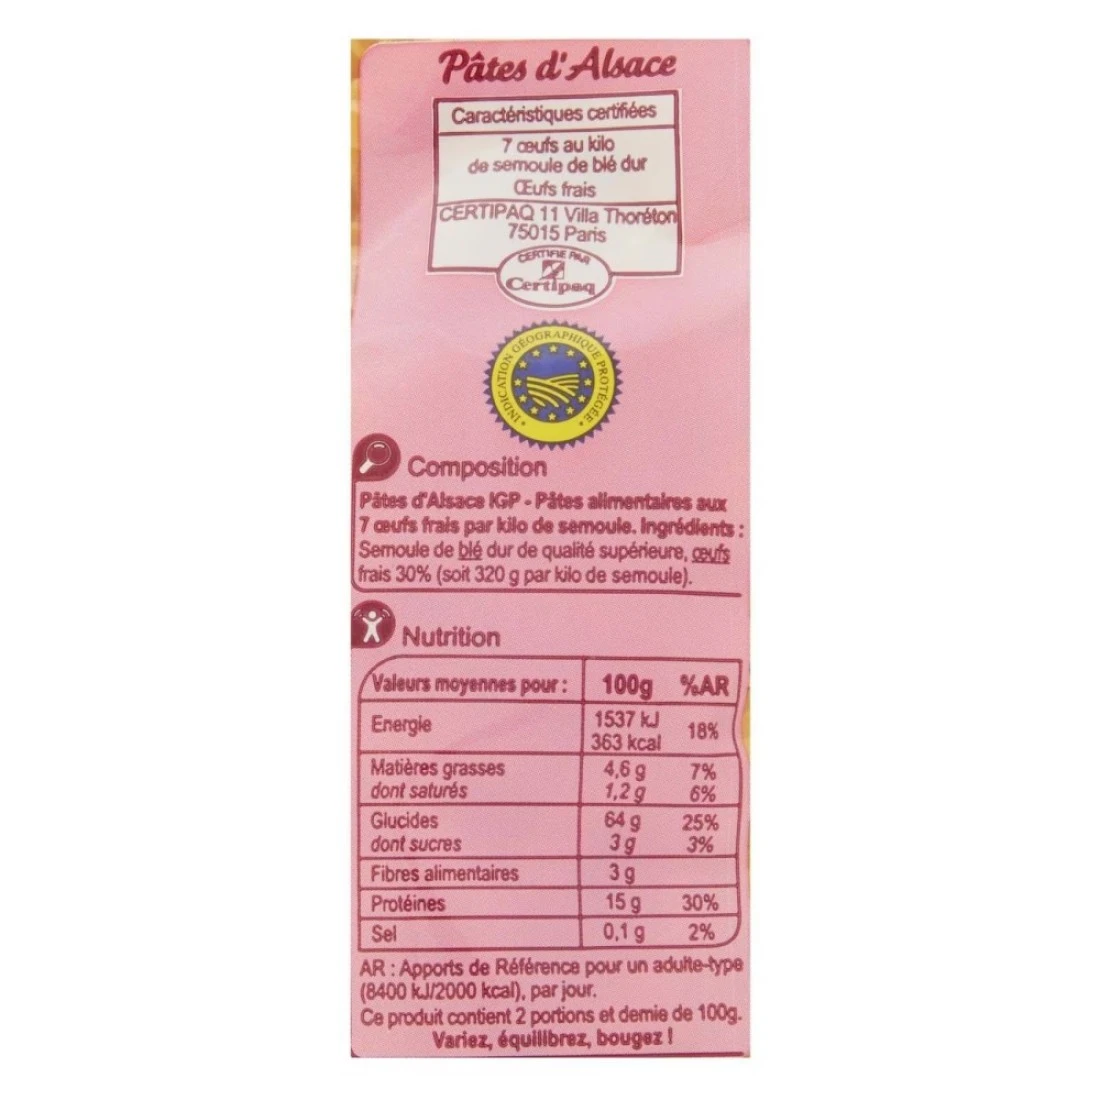 Pâtes d'Alsace
Caractéristiques certifiées
7 œufs au kilo
de semoule de blé dur
Œufs frais
CERTIPAQ 11 Villa Thoréton
75015 Paris
CERTIFIE PAR
Certipaq
INDICATION GÉOGRAPHIQUE PROTÉGÉE
Composition
Pâtes d'Alsace IGP - Pâtes alimentaires aux
7 œufs frais par kilo de semoule. Ingrédients :
Semoule de blé dur de qualité supérieure, œufs
frais 30% (soit 320 g par kilo de semoule).
Nutrition
Valeurs moyennes pour : 100g %AR
Energie 1537 kJ 18%
363 kcal
Matières grasses 4,6 g 7%
dont saturés 1,2 g 6%
Glucides 64 g 25%
dont sucres 3 g 3%
Fibres alimentaires 3 g
Protéines 15 g 30%
Sel 0,1 g 2%
AR : Apports de Référence pour un adulte-type
(8400 kJ/2000 kcal), par jour.
Ce produit contient 2 portions et demie de 100g.
Variez, équilibrez, bougez !